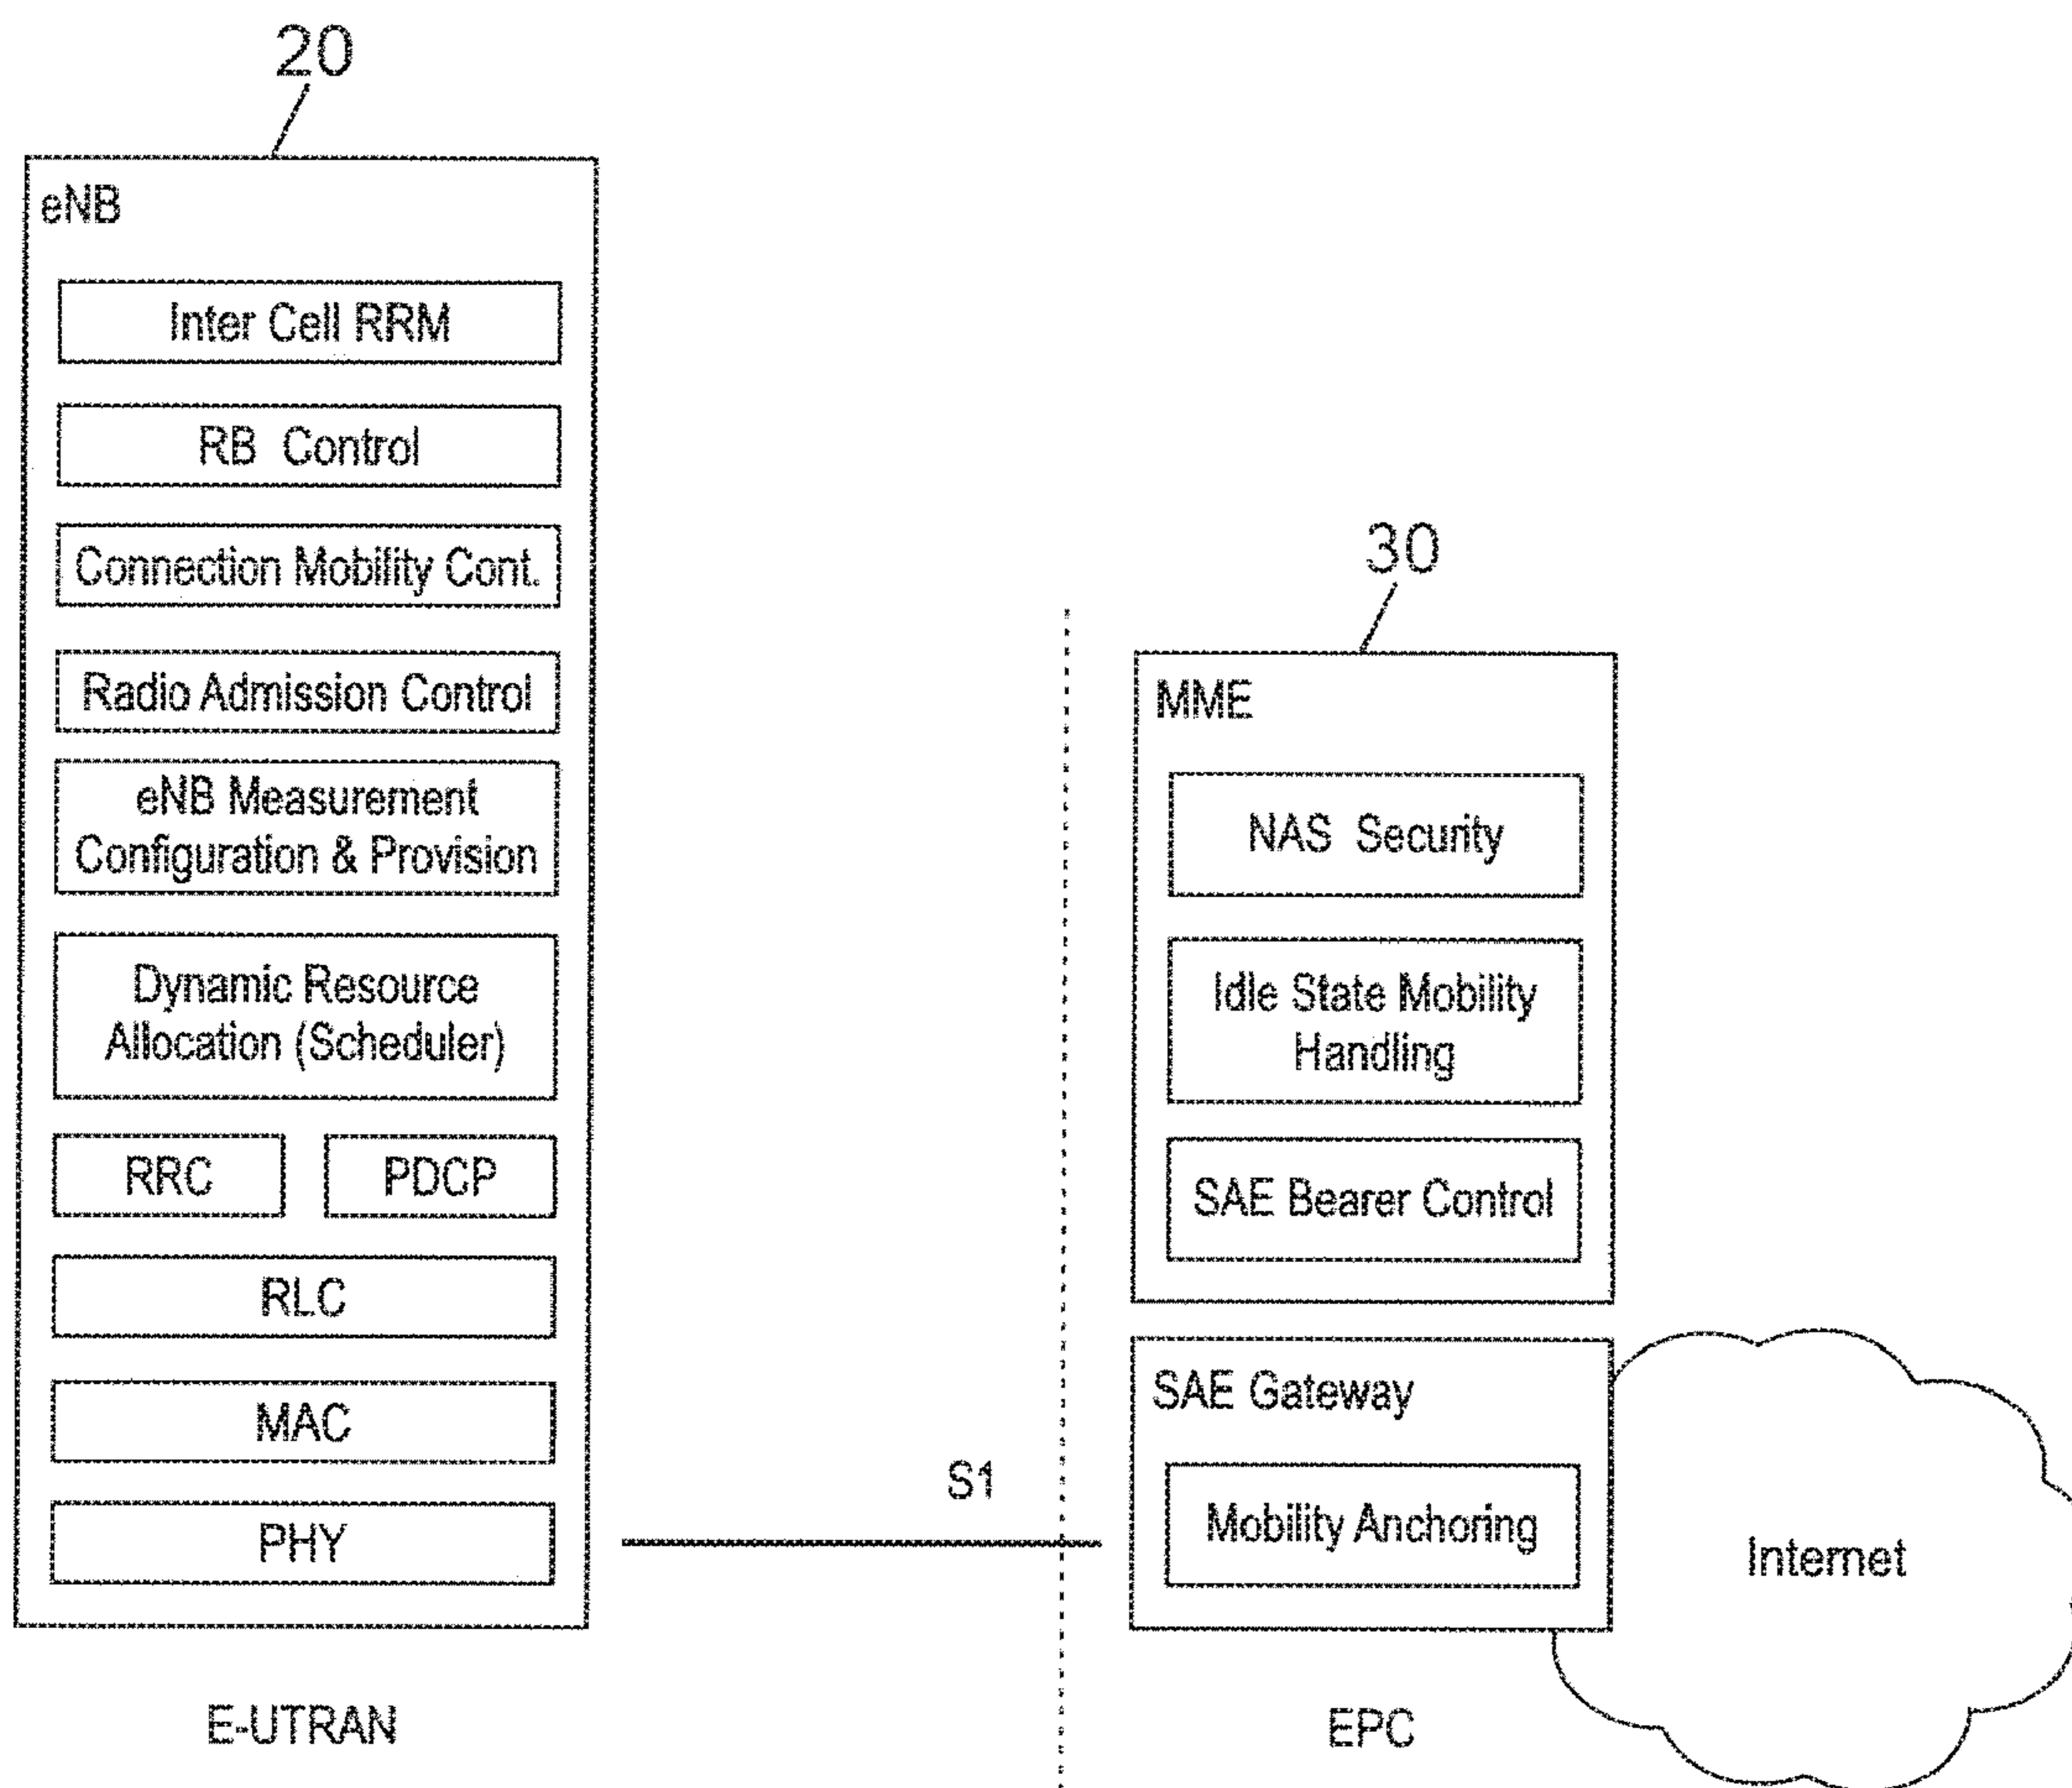 20
eNB
Inter Cell RRM
RB Control
Connection Mobility Cont.
Radio Admission Control
eNB Measurement
Configuration & Provision
Dynamic Resource
Allocation (Scheduler)
RRC
PDCP
RLC
MAC
PHY
E-UTRAN
S1
30
MME
NAS Security
Idle State Mobility
Handling
SAE Bearer Control
SAE Gateway
Mobility Anchoring
Internet
EPC